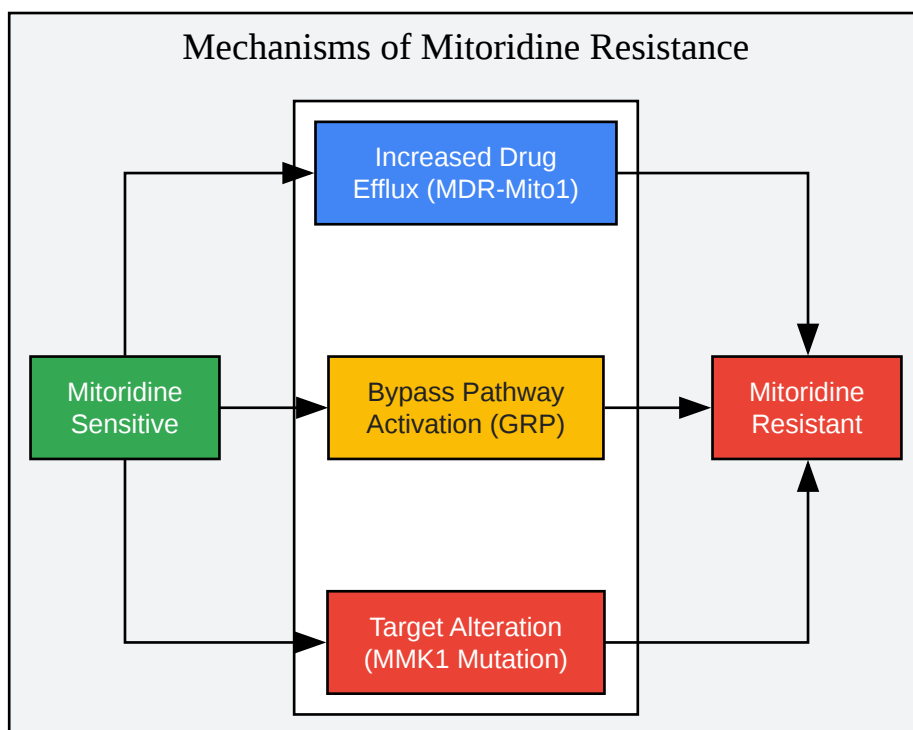 Mechanisms of Mitoridine Resistance
Increased Drug
Efflux (MDR-Mito1)
Mitoridine
Sensitive
Bypass Pathway
Activation (GRP)
Mitoridine
Resistant
Target Alteration
(MMK1 Mutation)